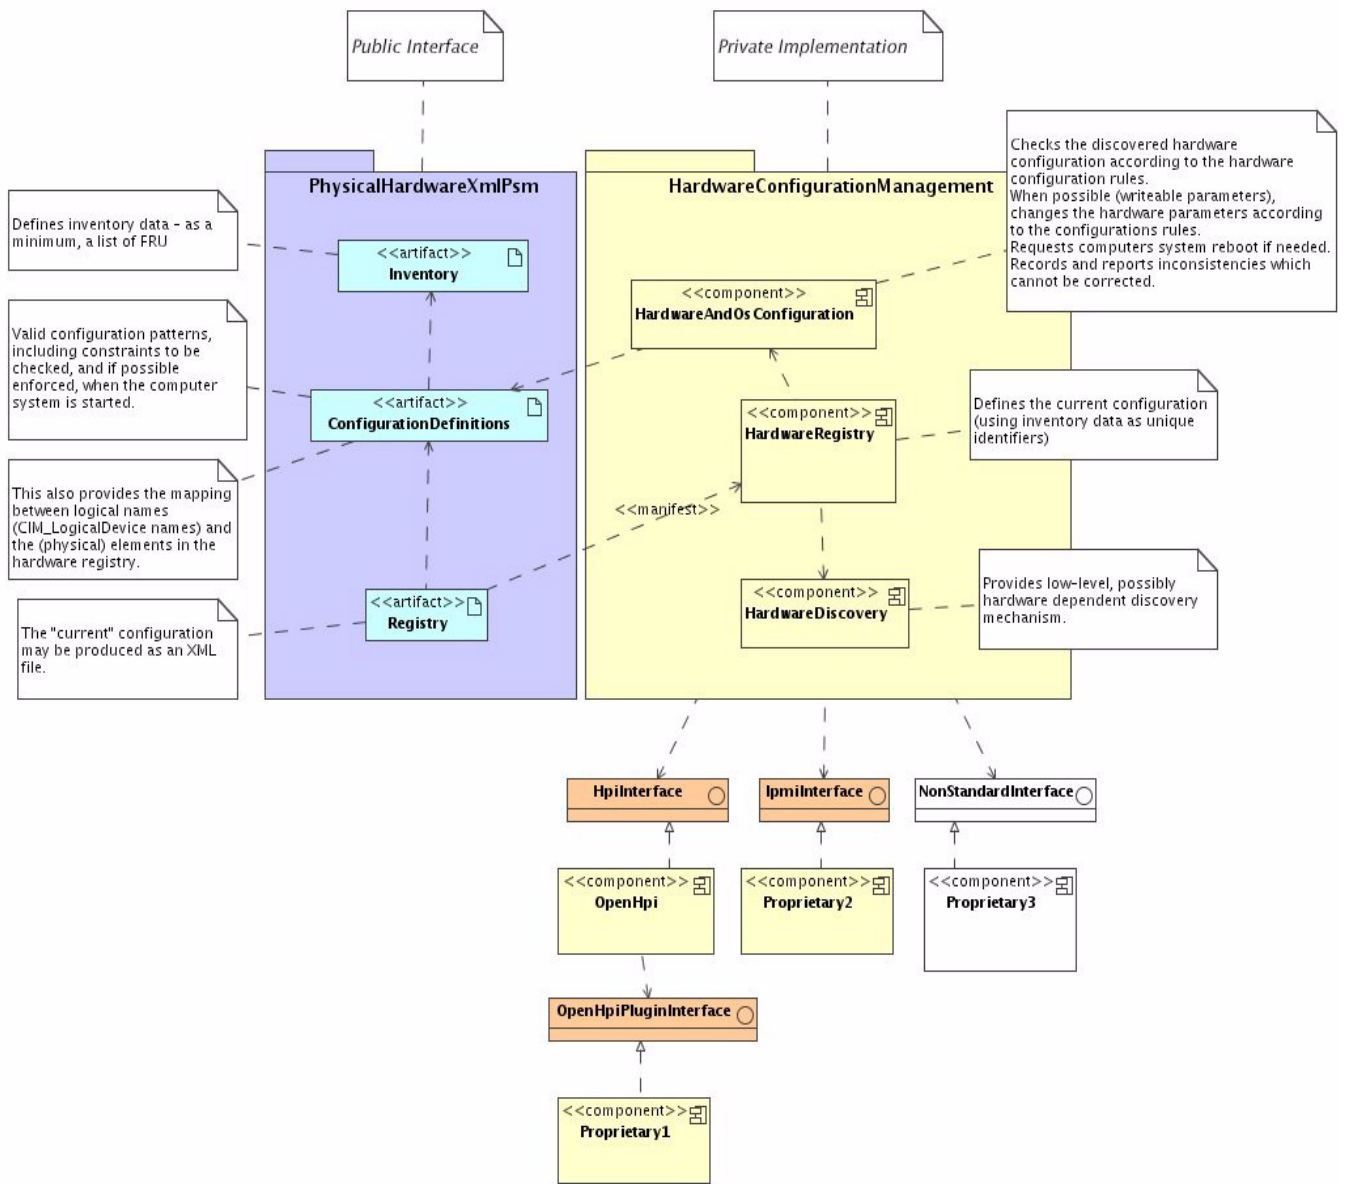 Public Interface
Private Implementation
Checks the discovered hardware
configuration according to the hardware
configuration rules.
When possible (writeable parameters),
changes the hardware parameters according
to the configurations rules.
Requests computers system reboot if needed.
Records and reports inconsistencies which
cannot be corrected.
PhysicalHardwareXmlPsm
HardwareConfigurationManagement
Defines inventory data - as a
minimum, a list of FRU
<<artifact>>
Inventory
<<component>>
HardwareAndOsConfiguration
Valid configuration patterns,
including constraints to be
checked, and if possible
enforced, when the computer
system is started.
<<artifact>>
ConfigurationDefinitions
<<component>>
HardwareRegistry
Defines the current configuration
(using inventory data as unique
identifiers)
This also provides the mapping
between logical names
(CIM_LogicalDevice names) and
the (physical) elements in the
hardware registry.
<<manifest>>
<<artifact>>
Registry
<<component>>
HardwareDiscovery
Provides low-level, possibly
hardware dependent discovery
mechanism.
The "current" configuration
may be produced as an XML
file.
HpiInterface
IpmiInterface
NonStandardInterface
<<component>>
OpenHpi
<<component>>
Proprietary2
<<component>>
Proprietary3
OpenHpiPluginInterface
<<component>>
Proprietary1